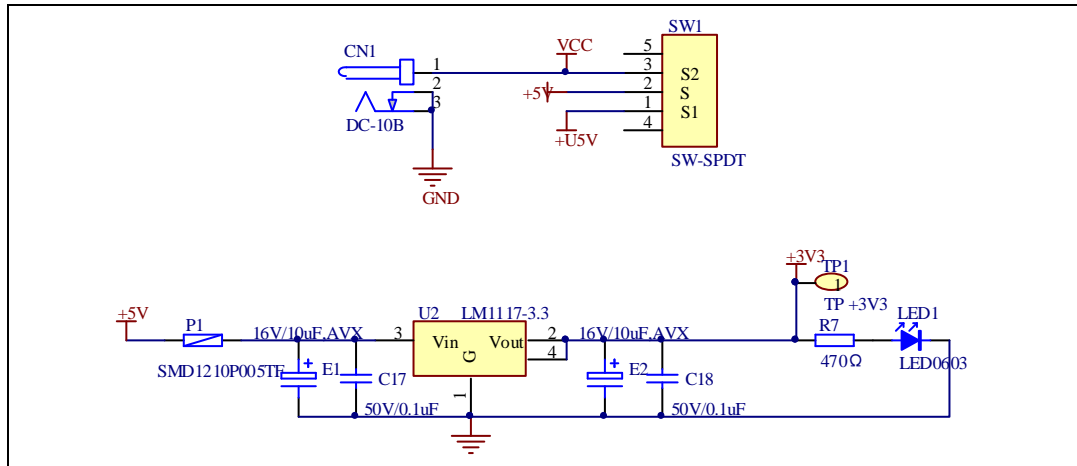 SW1
CN1
VCC
5
1
3
S2
2
+5V
2
S
3
1
S1
DC-10B
4
+U5V
SW-SPDT
GND
+3V3
TP1
1
+5V
U2
LM1117-3.3
TP +3V3
P1
R7
LED1
16V/10uF,AVX
3
Vin
G
Vout
2
16V/10uF,AVX
4
470Ω
LED0603
SMD1210P005TF
E1
C17
1
E2
C18
50V/0.1uF
50V/0.1uF